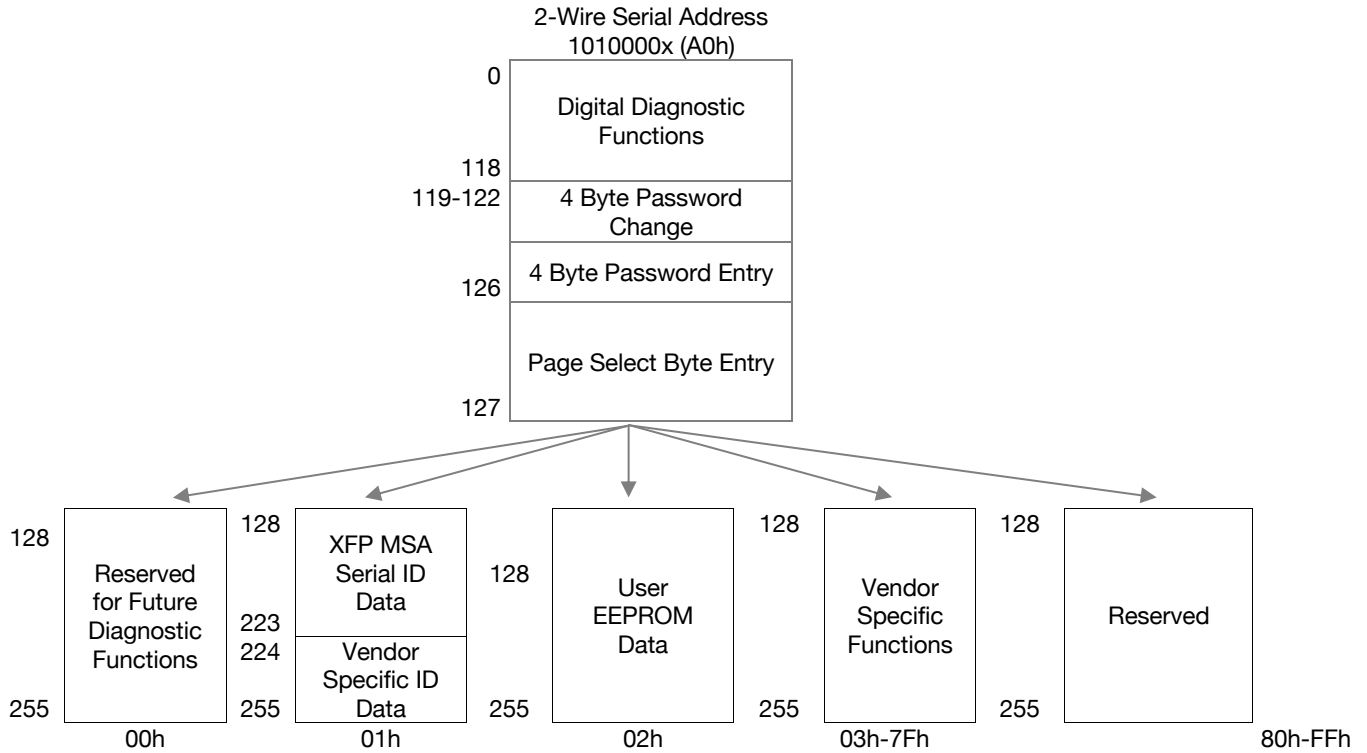 2-Wire Serial Address
1010000x (A0h)
0
Digital Diagnostic
Functions
118
119-122
4 Byte Password
Change
4 Byte Password Entry
126
Page Select Byte Entry
127
128
Reserved
for Future
Diagnostic
Functions
255
00h
128
XFP MSA
Serial ID
Data
223
224
Vendor
Specific ID
Data
255
01h
128
User
EEPROM
Data
255
02h
128
Vendor
Specific
Functions
255
03h-7Fh
128
Reserved
255
80h-FFh